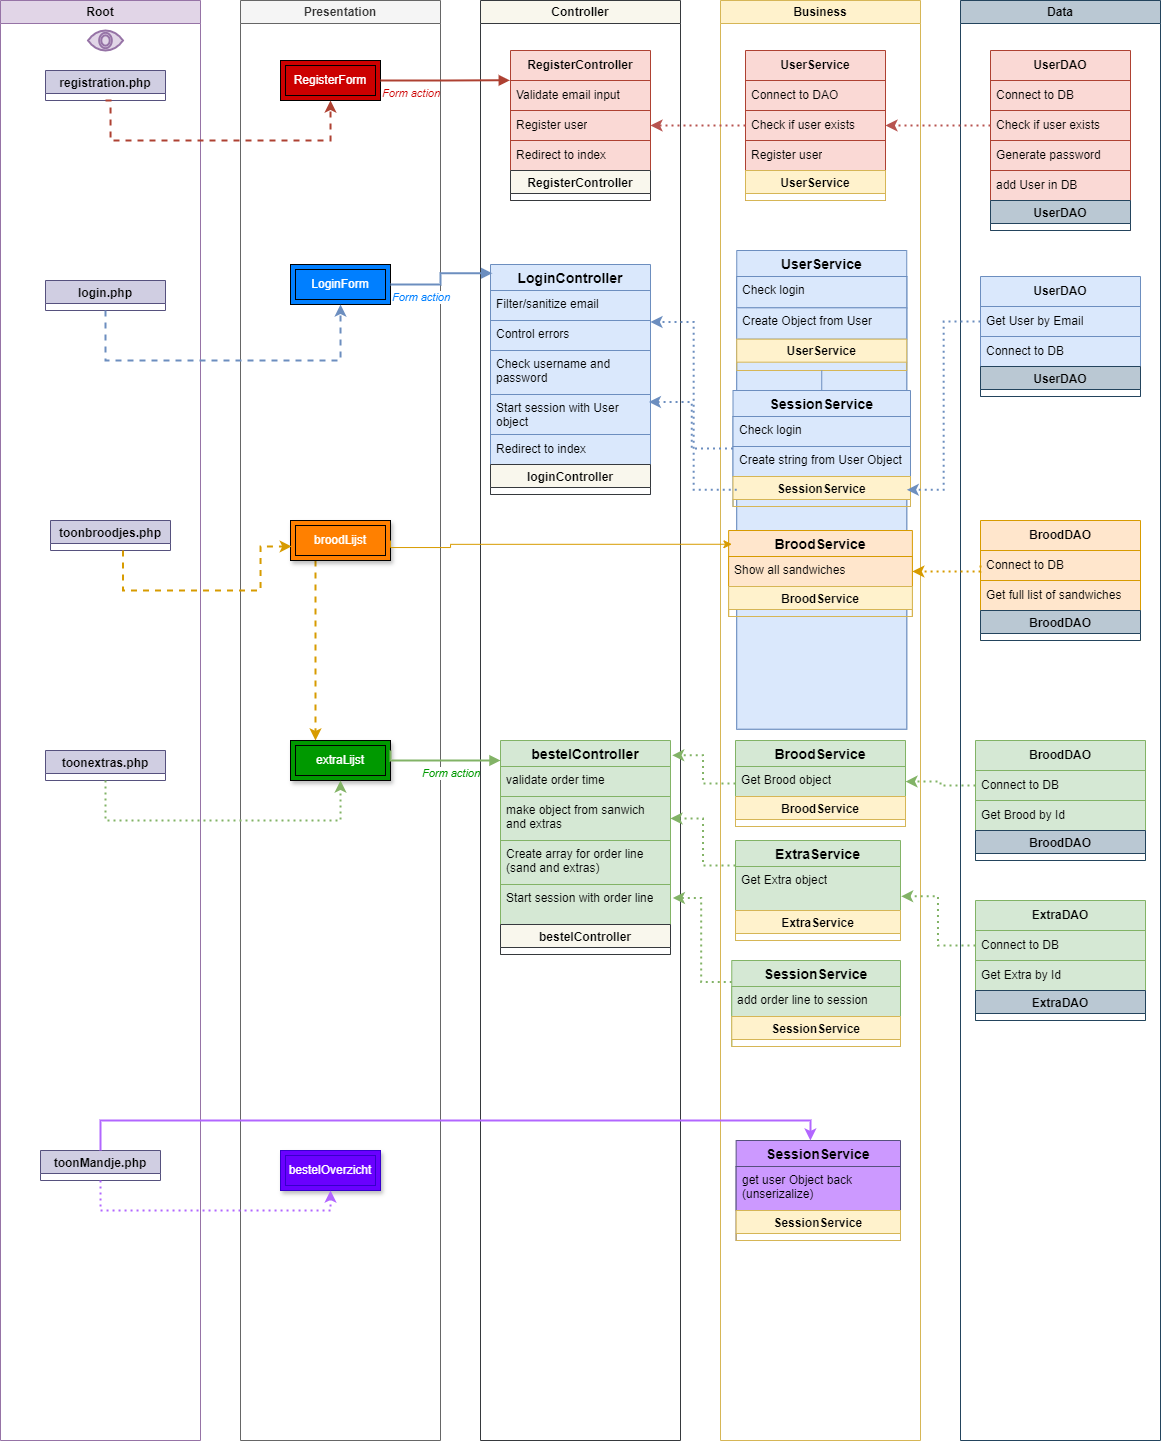 Root
Presentation
Controller
Business
Data
registration.php
RegisterForm
Form action
RegisterController
Validate email input
Register user
Redirect to index
RegisterController
UserService
Connect to DAO
Check if user exists
Register user
UserService
UserDAO
Connect to DB
Check if user exists
Generate password
add User in DB
UserDAO
login.php
LoginForm
Form action
LoginController
Filter/sanitize email
Control errors
Check username and
password
Start session with User
object
Redirect to index
loginController
UserService
Check login
Create Object from User
UserService
SessionService
Check login
Create string from User Object
SessionService
UserDAO
Get User by Email
Connect to DB
UserDAO
toonbroodjes.php
broodLijst
BroodService
Show all sandwiches
BroodService
BroodDAO
Connect to DB
Get full list of sandwiches
BroodDAO
toonextras.php
extraLijst
Form action
bestelController
validate order time
make object from sanwich
and extras
Create array for order line
(sand and extras)
Start session with order line
bestelController
BroodService
Get Brood object
BroodService
ExtraService
Get Extra object
ExtraService
SessionService
add order line to session
SessionService
BroodDAO
Connect to DB
Get Brood by Id
BroodDAO
ExtraDAO
Connect to DB
Get Extra by Id
ExtraDAO
toonMandje.php
bestelOverzicht
SessionService
get user Object back
(unserizalize)
SessionService